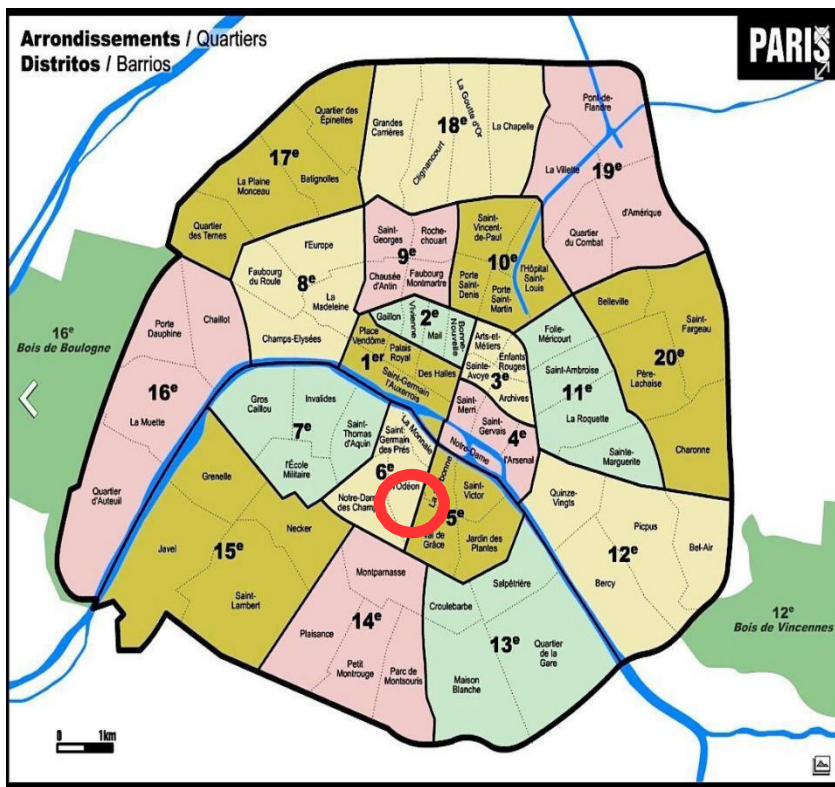 Arrondissements / Quartiers
Distritos / Barrios
PARIS
17e
Quartier des
Épinettes
La Plaine
Monceau
Batignolles
Quartier
des Ternes
18e
Grandes
Carrières
Clignancourt
La Goutte d'Or
La Chapelle
19e
Pont-de-
Flandre
La Villette
d'Amérique
Quartier
du Combat
8e
l'Europe
Faubourg
du Roule
La
Madeleine
Champs-Elysées
9e
Saint-
Georges
Roche-
chouart
Chaussée
d'Antin
Faubourg
Montmartre
10e
Saint-
Vincent-
de-Paul
Porte
Saint-
Denis
Porte
Saint-
Martin
l'Hôpital
Saint-
Louis
2e
Gaillon
Vivienne
Mail
Bonne-
Nouvelle
1er
Place
Vendôme
Palais
Royal
Des Halles
Saint-Germain
l'Auxerrois
3e
Arts-et-
Métiers
Enfants
Rouges
Sainte-
Avoye
Archives
4e
Saint-
Merri
Saint-
Gervais
Notre-Dame
l'Arsenal
11e
Folie-
Méricourt
Saint-Ambroise
La Roquette
Sainte-
Marguerite
20e
Belleville
Saint-
Fargeau
Père-
Lachaise
Charonne
16e
Bois de Boulogne
16e
Porte
Dauphine
Chaillot
La Muette
Quartier
d'Auteuil
7e
Gros
Caillou
Invalides
Saint-
Thomas
d'Aquin
l'École
Militaire
6e
La Monnaie
Saint-
Germain
des Prés
Odéon
Notre-Dam
des Champ
5e
Saint-
Victor
Jardin des
Plantes
Grâce
15e
Grenelle
Necker
Javel
Saint-
Lambert
14e
Montparnasse
Plaisance
Petit
Montrouge
Parc de
Montsouris
13e
Salpêtrière
Croulebarbe
Maison
Blanche
Quartier
de la
Gare
12e
Quinze-
Vingts
Picpus
Bel-Air
Bercy
12e
Bois de Vincennes
0 1km